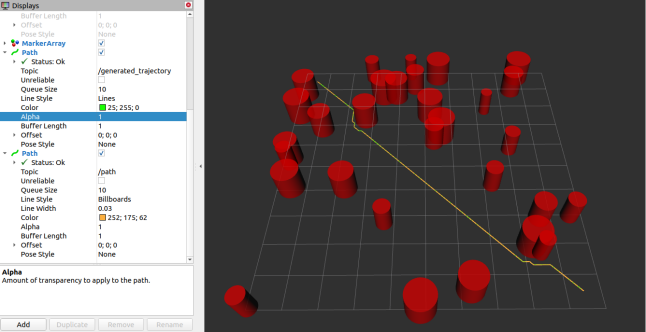 Displays
Buffer Length 1
Offset 0; 0; 0
Pose Style None
MarkerArray
Path
Status: Ok
Topic /generated_trajectory
Unreliable
Queue Size 10
Line Style Lines
Color 25; 255; 0
Alpha 1
Buffer Length 1
Offset 0; 0; 0
Pose Style None
Path
Status: Ok
Topic /path
Unreliable
Queue Size 10
Line Style Billboards
Line Width 0.03
Color 252; 175; 62
Alpha 1
Buffer Length 1
Offset 0; 0; 0
Pose Style None
Alpha
Amount of transparency to apply to the path.
Add Duplicate Remove Rename